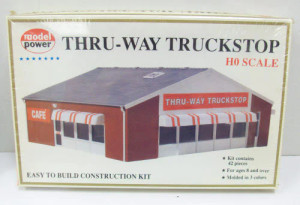 model
power
THRU-WAY TRUCKSTOP
HO SCALE
THRU-WAY TRUCKSTOP
CAFE
• Kit contains
42 pieces
• For ages 8 and over
• Molded in 3 colors
EASY TO BUILD CONSTRUCTION KIT